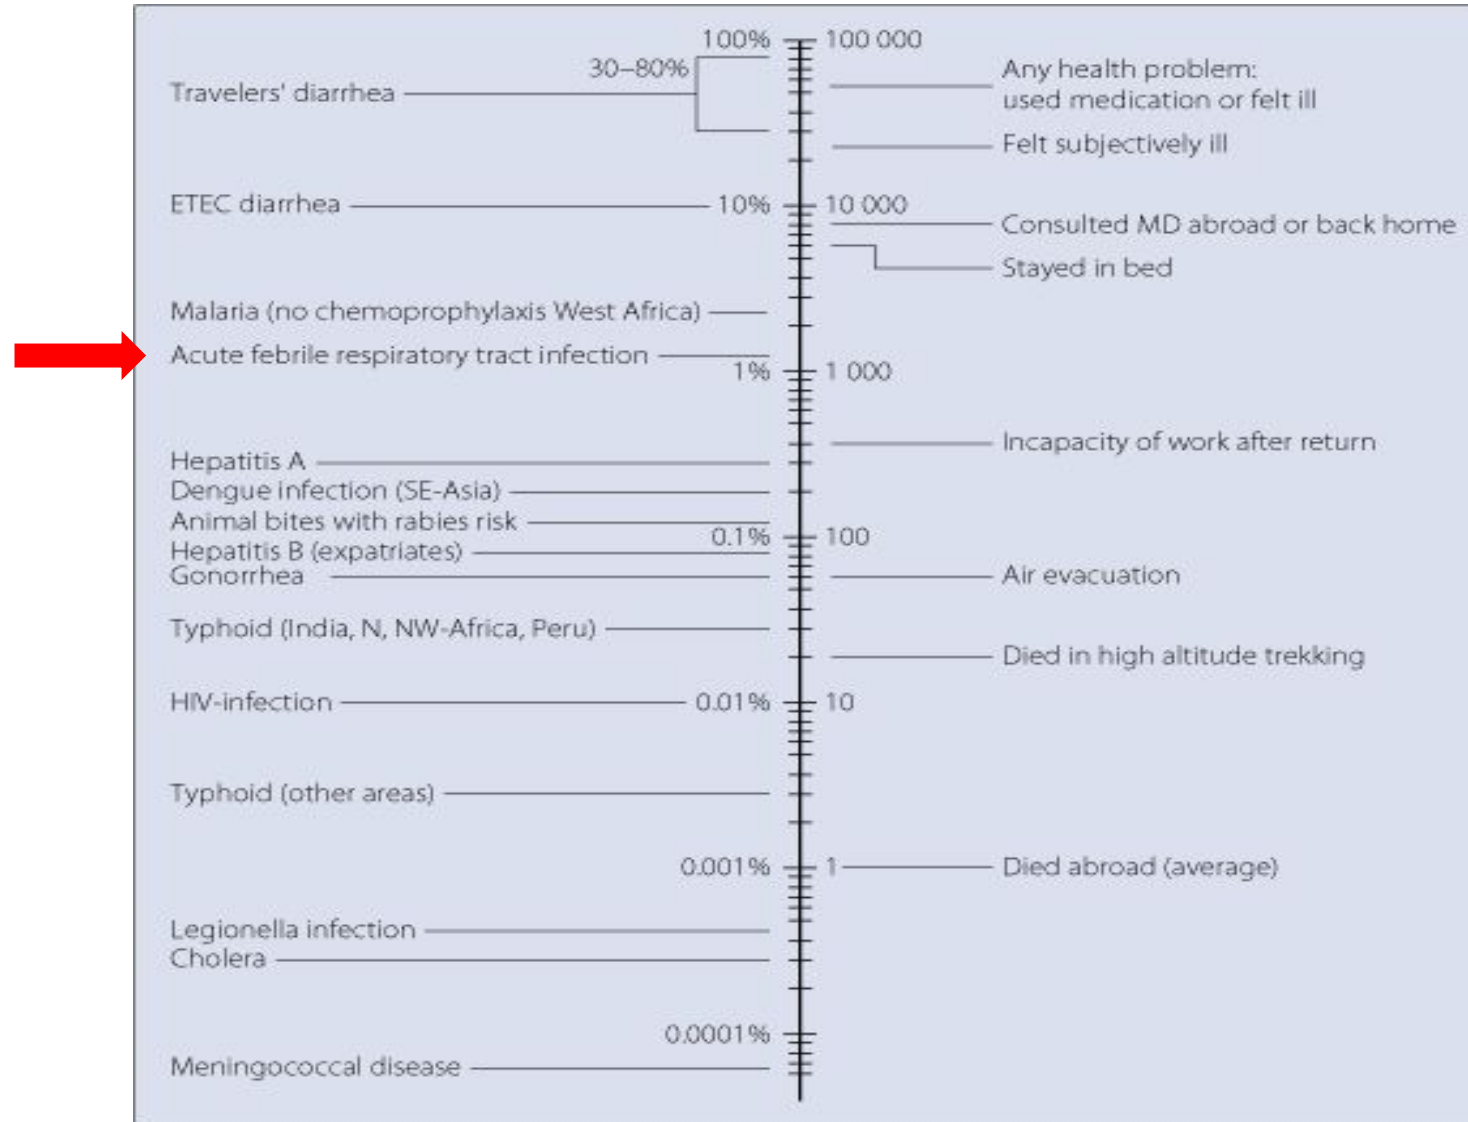 100% 100 000
30–80%
Any health problem:
used medication or felt ill
Travelers' diarrhea
Felt subjectively ill
ETEC diarrhea 10% 10 000
Consulted MD abroad or back home
Stayed in bed
Malaria (no chemoprophylaxis West Africa)
Acute febrile respiratory tract infection
1% 1 000
Incapacity of work after return
Hepatitis A
Dengue infection (SE-Asia)
Animal bites with rabies risk
0.1% 100
Hepatitis B (expatriates)
Gonorrhea Air evacuation
Typhoid (India, N, NW-Africa, Peru)
Died in high altitude trekking
HIV-infection 0.01% 10
Typhoid (other areas)
0.001% 1 Died abroad (average)
Legionella infection
Cholera
0.0001%
Meningococcal disease